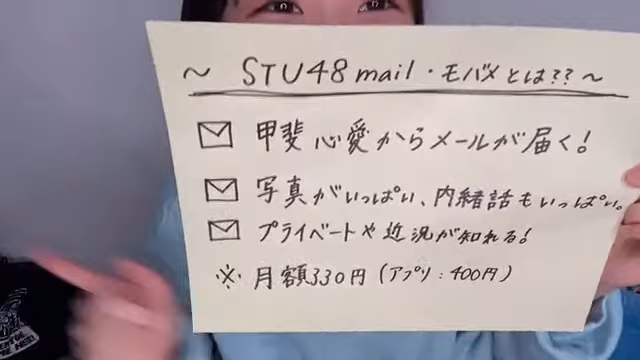 ～ STU48 mail・モバメとは??～
甲斐心愛からメールが届く!
写真がいっぱい、内緒話もいっぱい。
プライベートや近況が知れる!
※ 月額330円(アプリ:400円)